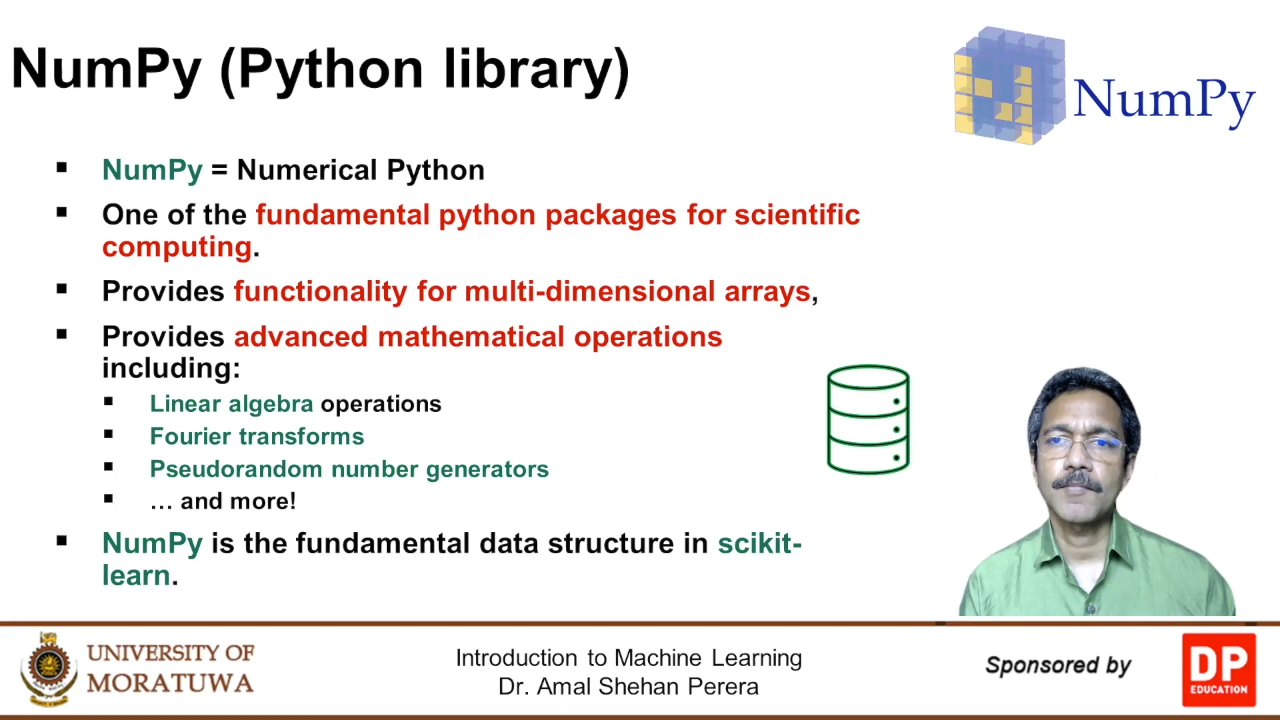 NumPy (Python library)
NumPy
NumPy = Numerical Python
One of the fundamental python packages for scientific
computing.
Provides functionality for multi-dimensional arrays,
Provides advanced mathematical operations
including:
Linear algebra operations
Fourier transforms
Pseudorandom number generators
… and more!
NumPy is the fundamental data structure in scikit-
learn.
UNIVERSITY OF
MORATUWA
Introduction to Machine Learning
Dr. Amal Shehan Perera
Sponsored by
DP
EDUCATION